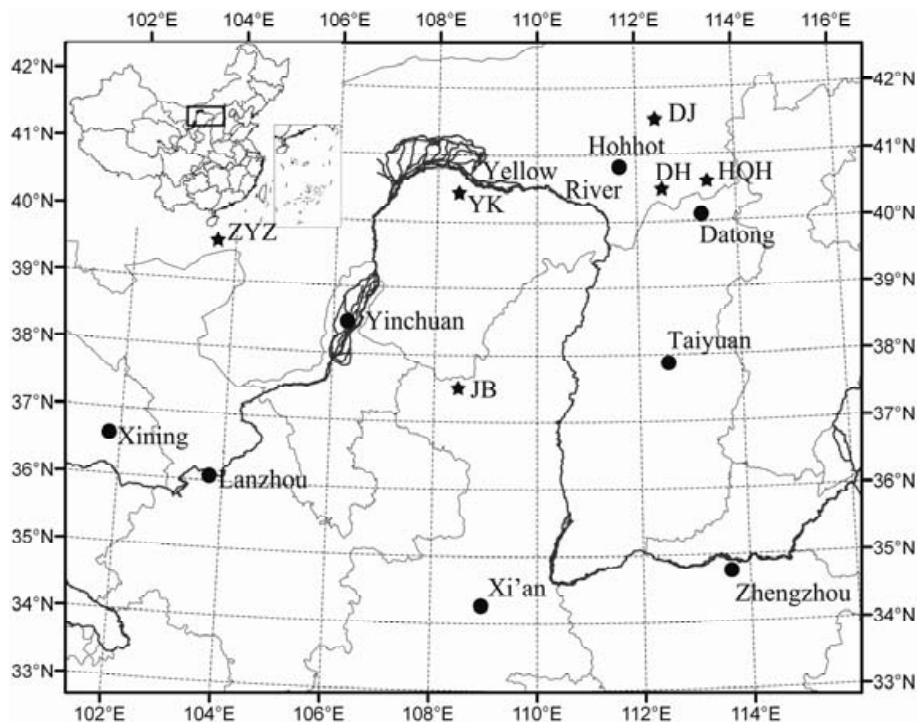 102°E 104°E 106°E 108°E 110°E 112°E 114°E 116°E
42°N
42°N
41°N
41°N
40°N
40°N
39°N
39°N
38°N
38°N
37°N
37°N
36°N
36°N
35°N
35°N
34°N
34°N
33°N
33°N
DJ
Hohhot
DH
HQH
Yellow
River
YK
Datong
ZYZ
Yinchuan
Taiyuan
JB
Xining
Lanzhou
Xi'an
Zhengzhou
102°E 104°E 106°E 108°E 110°E 112°E 114°E